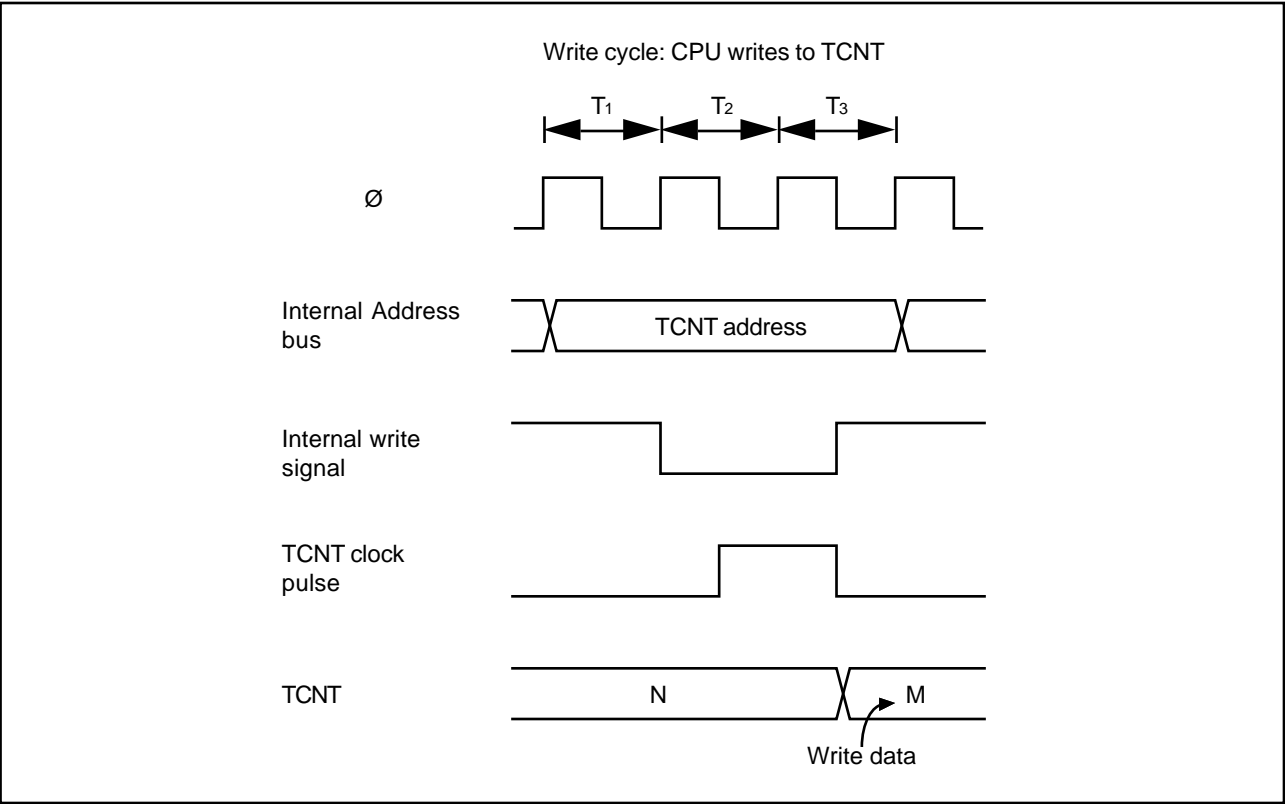 Write cycle: CPU writes to TCNT
T1 T2 T3
Ø
Internal Address
bus
TCNT address
Internal write
signal
TCNT clock
pulse
TCNT
N
M
Write data